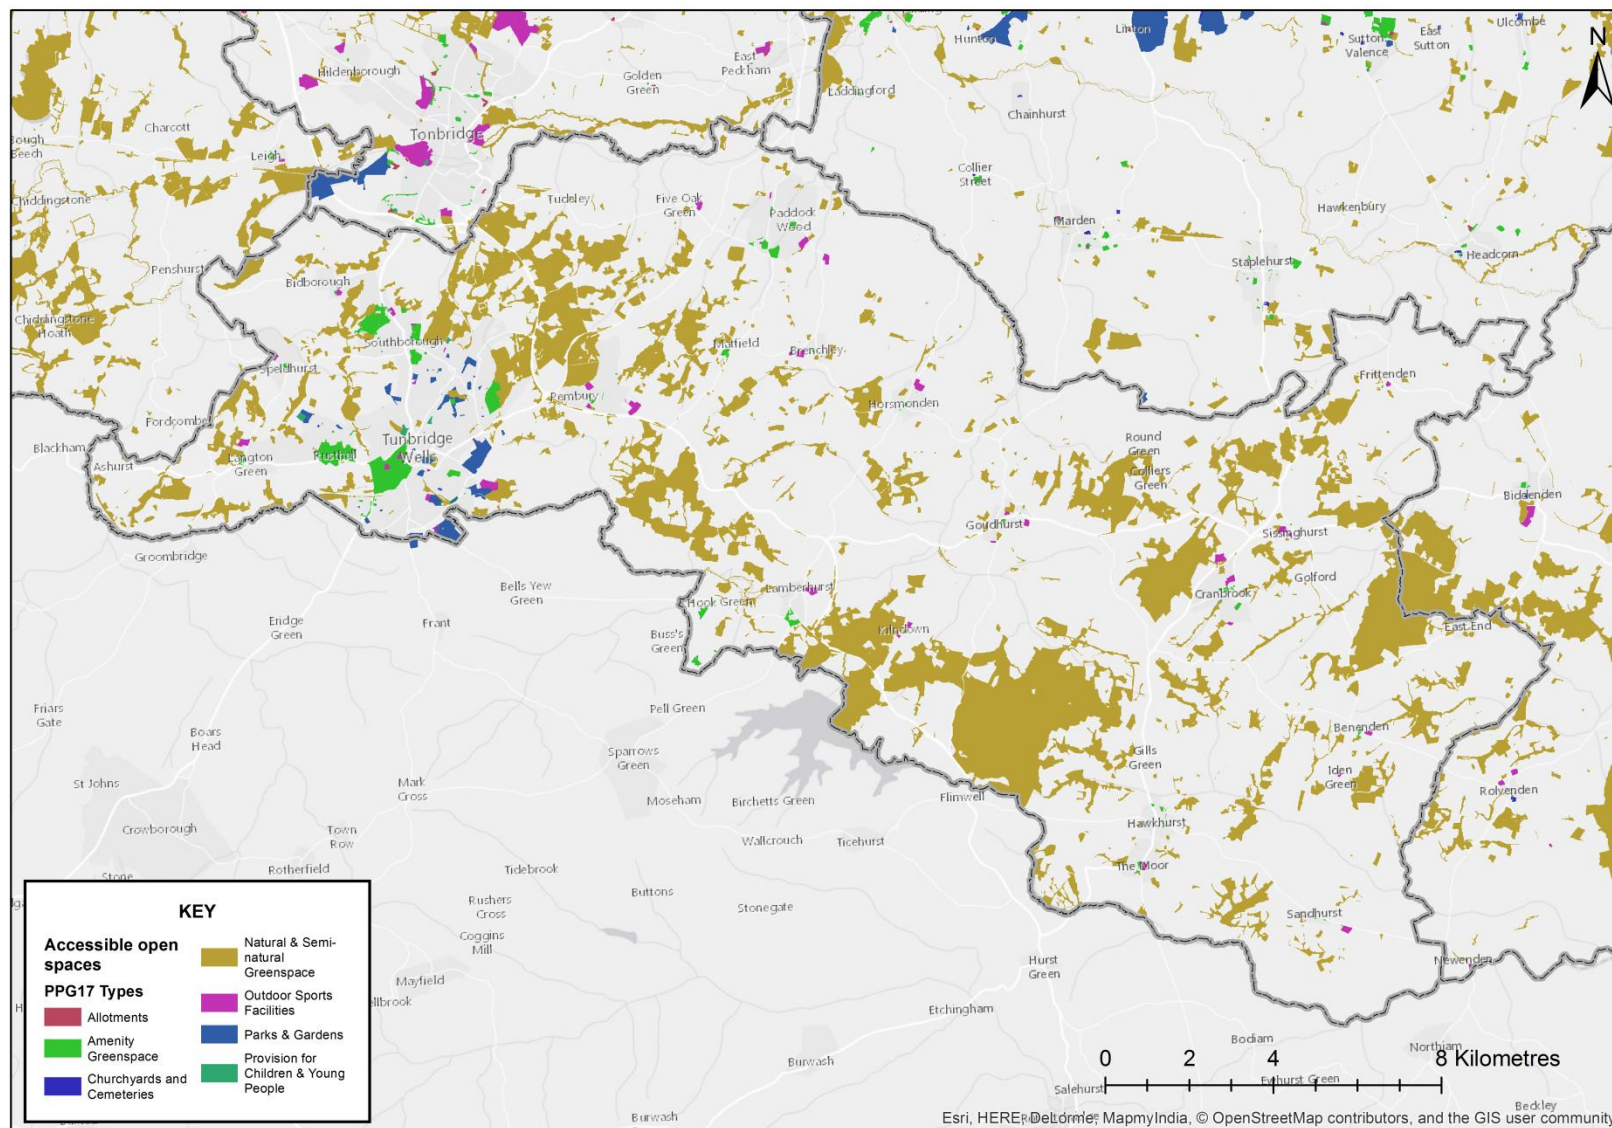 Hunton
Linton
Sutton
Valence
East
Sutton
Ulcombe
N
Hildenborough
Golden
Green
East
Peckham
Laddingford
Chainhurst
Charcott
Tonbridge
Bough
Beech
Leigh
Collier
Street
Chiddingstone
Tudeley
Five Oak
Green
Paddock
Wood
Marden
Hawkenbury
Penshurst
Bidborough
Staplehurst
Headcorn
Chiddingstone
Hoath
Southborough
Matfield
Brenchley
Speldhurst
Frittenden
Pembury
Horsmonden
Fordcombe
Blackham
Ashurst
Langton
Green
Rusthall
Tunbridge
Wells
Round
Green
Colliers
Green
Biddenden
Goudhurst
Sissinghurst
Groombridge
Bells Yew
Green
Lamberhurst
Hook Green
Golford
Cranbrook
Eridge
Green
Frant
Buss's
Green
Kilndown
East End
Friars
Gate
Pell Green
Boars
Head
Benenden
Sparrows
Green
Gills
Green
Iden
Green
St Johns
Mark
Cross
Moseham
Birchetts Green
Flimwell
Rolvenden
Crowborough
Town
Row
Wallcrouch
Ticehurst
Hawkhurst
Stone
Rotherfield
Tidebrook
The Moor
Buttons
Rushers
Cross
Stonegate
Sandhurst
Coggins
Mill
Hurst
Green
Newenden
Mayfield
Etchingham
Bodiam
Northiam
Burwash
Salehurst
Ewhurst Green
Beckley
Burwash
KEY
Accessible open
spaces
PPG17 Types
Allotments
Amenity
Greenspace
Churchyards and
Cemeteries
Natural & Semi-
natural
Greenspace
Outdoor Sports
Facilities
Parks & Gardens
Provision for
Children & Young
People
0 2 4 8 Kilometres
Esri, HERE, DeLorme, MapmyIndia, © OpenStreetMap contributors, and the GIS user community